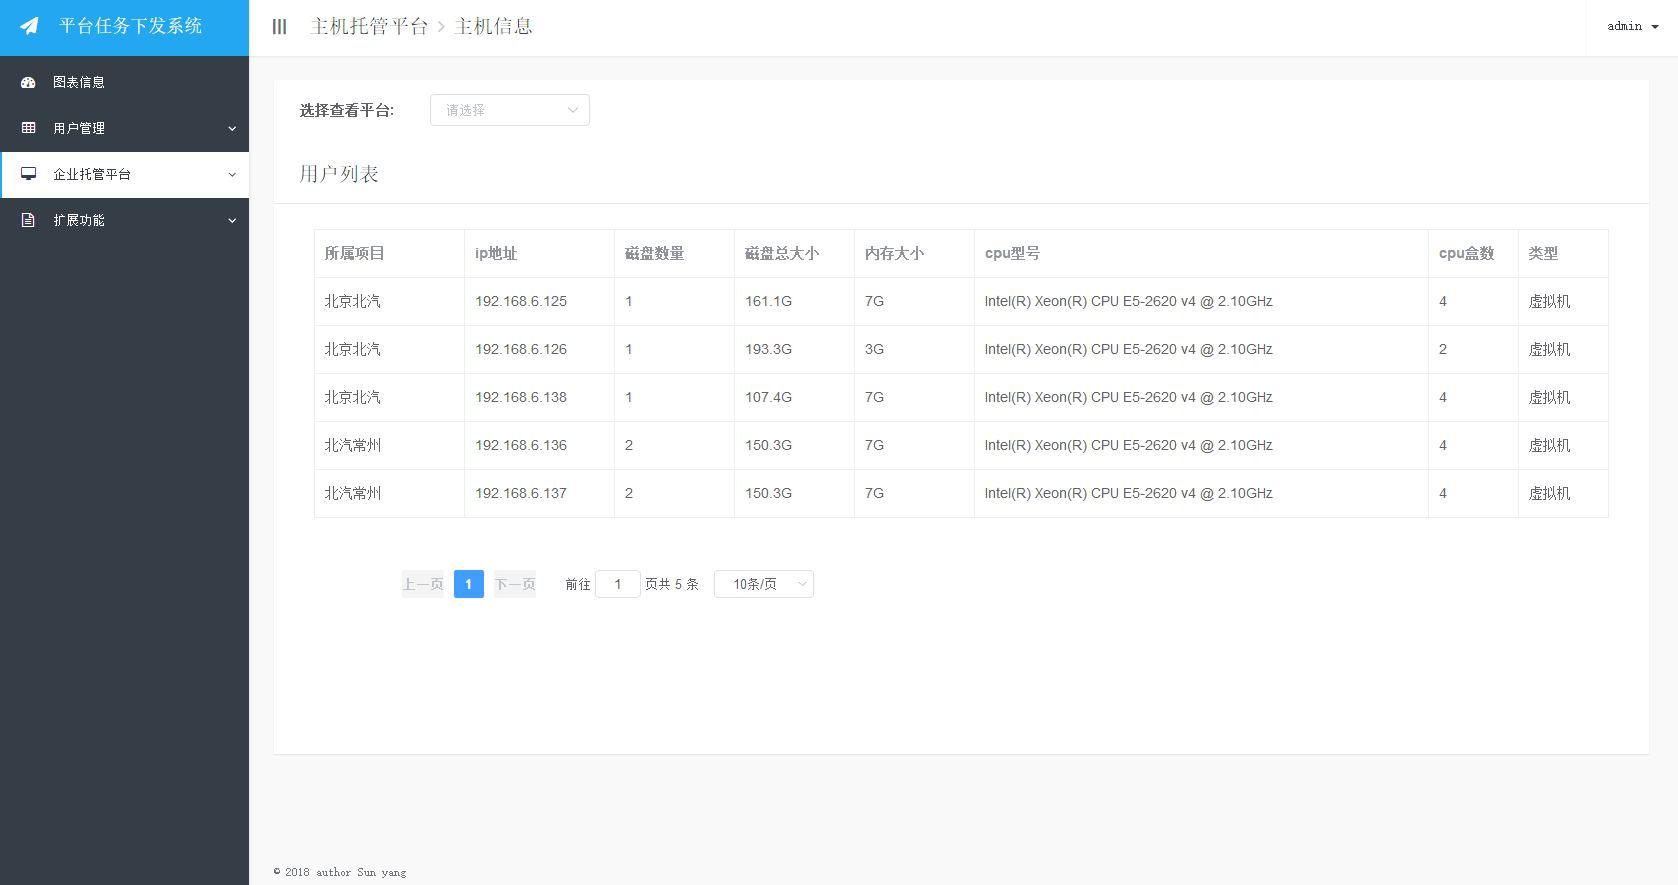 平台任务下发系统
主机托管平台 > 主机信息
admin
图表信息
用户管理
企业托管平台
扩展功能
选择查看平台:
请选择
用户列表
所属项目 ip地址 磁盘数量 磁盘总大小 内存大小 cpu型号 cpu盒数 类型
北京北汽 192.168.6.125 1 161.1G 7G Intel(R) Xeon(R) CPU E5-2620 v4 @ 2.10GHz 4 虚拟机
北京北汽 192.168.6.126 1 193.3G 3G Intel(R) Xeon(R) CPU E5-2620 v4 @ 2.10GHz 2 虚拟机
北京北汽 192.168.6.138 1 107.4G 7G Intel(R) Xeon(R) CPU E5-2620 v4 @ 2.10GHz 4 虚拟机
北汽常州 192.168.6.136 2 150.3G 7G Intel(R) Xeon(R) CPU E5-2620 v4 @ 2.10GHz 4 虚拟机
北汽常州 192.168.6.137 2 150.3G 7G Intel(R) Xeon(R) CPU E5-2620 v4 @ 2.10GHz 4 虚拟机
上一页 1 下一页 前往 1 页共 5 条 10条/页
© 2018 author Sun yang